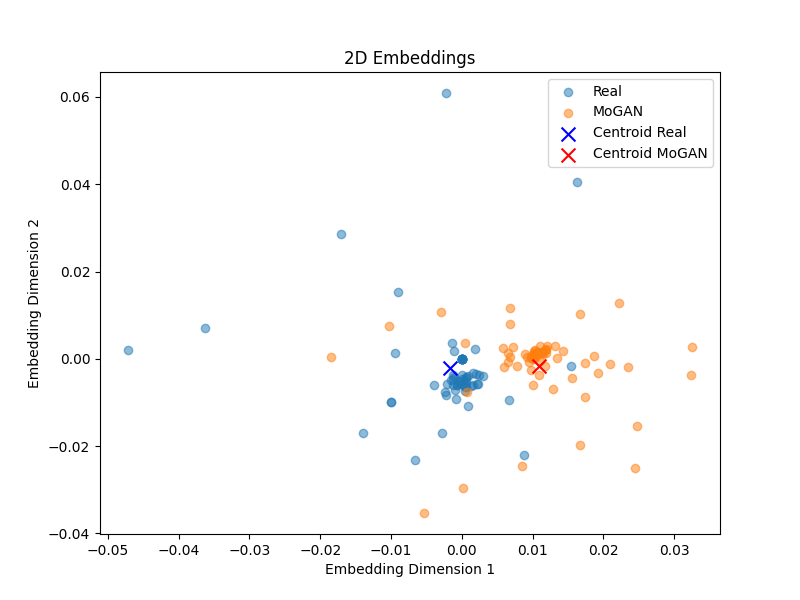 2D Embeddings
Real
MoGAN
Centroid Real
Centroid MoGAN
0.06
0.04
0.02
0.00
−0.02
−0.04
Embedding Dimension 2
−0.05
−0.04
−0.03
−0.02
−0.01
0.00
0.01
0.02
0.03
Embedding Dimension 1